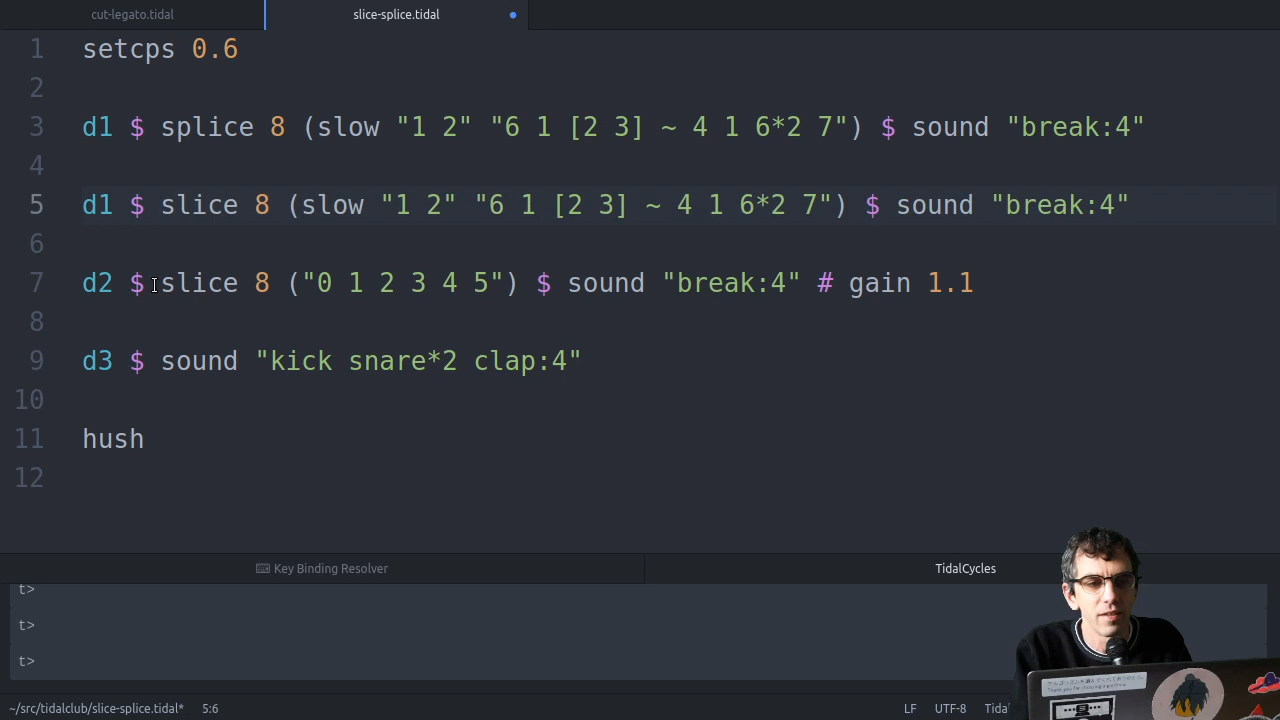 cut-legato.tidal
slice-splice.tidal
1 setcps 0.6
2
3 d1 $ splice 8 (slow "1 2" "6 1 [2 3] ~ 4 1 6*2 7") $ sound "break:4"
4
5 d1 $ slice 8 (slow "1 2" "6 1 [2 3] ~ 4 1 6*2 7") $ sound "break:4"
6
7 d2 $ slice 8 ("0 1 2 3 4 5") $ sound "break:4" # gain 1.1
8
9 d3 $ sound "kick snare*2 clap:4"
10
11 hush
12
Key Binding Resolver
TidalCycles
t>
t>
t>
~/src/tidalclub/slice-splice.tidal* 5:6
LF UTF-8 Tidal